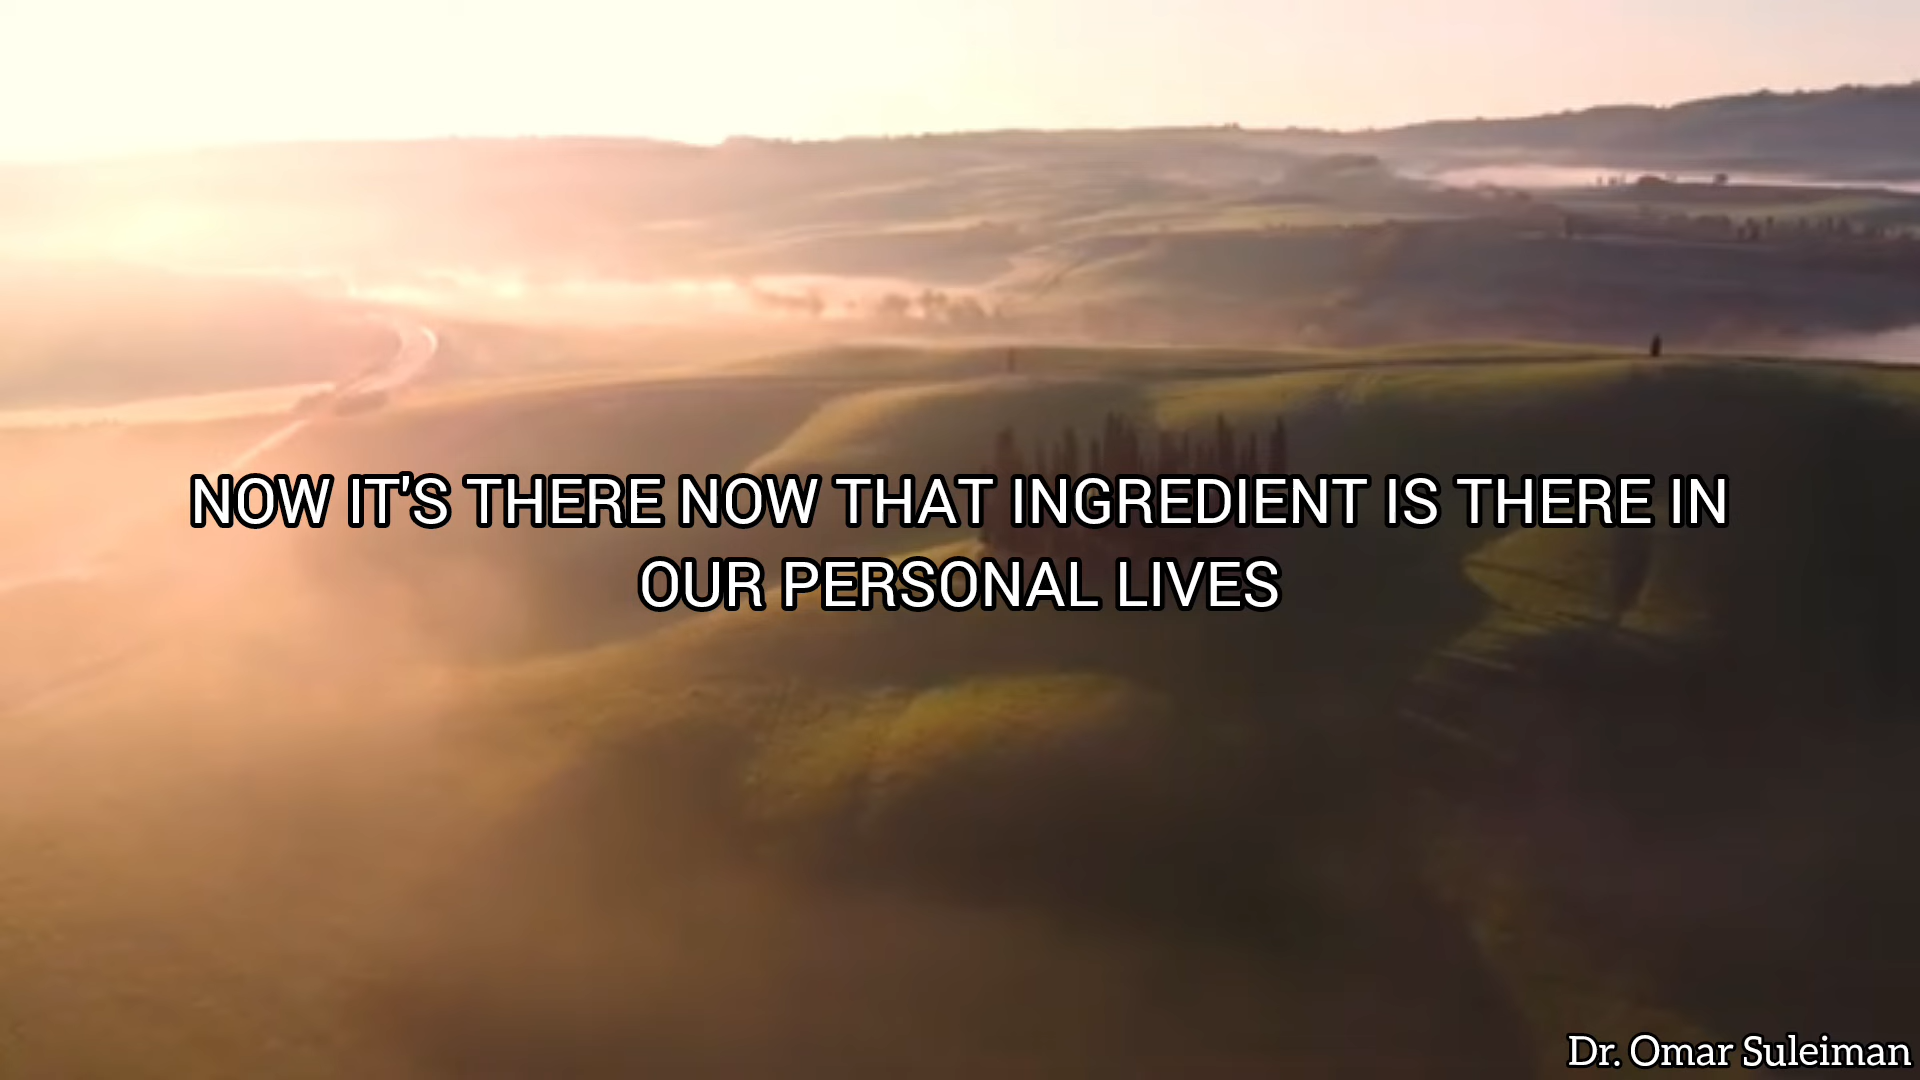 NOW IT'S THERE NOW THAT INGREDIENT IS THERE IN
OUR PERSONAL LIVES
Dr. Omar Suleiman